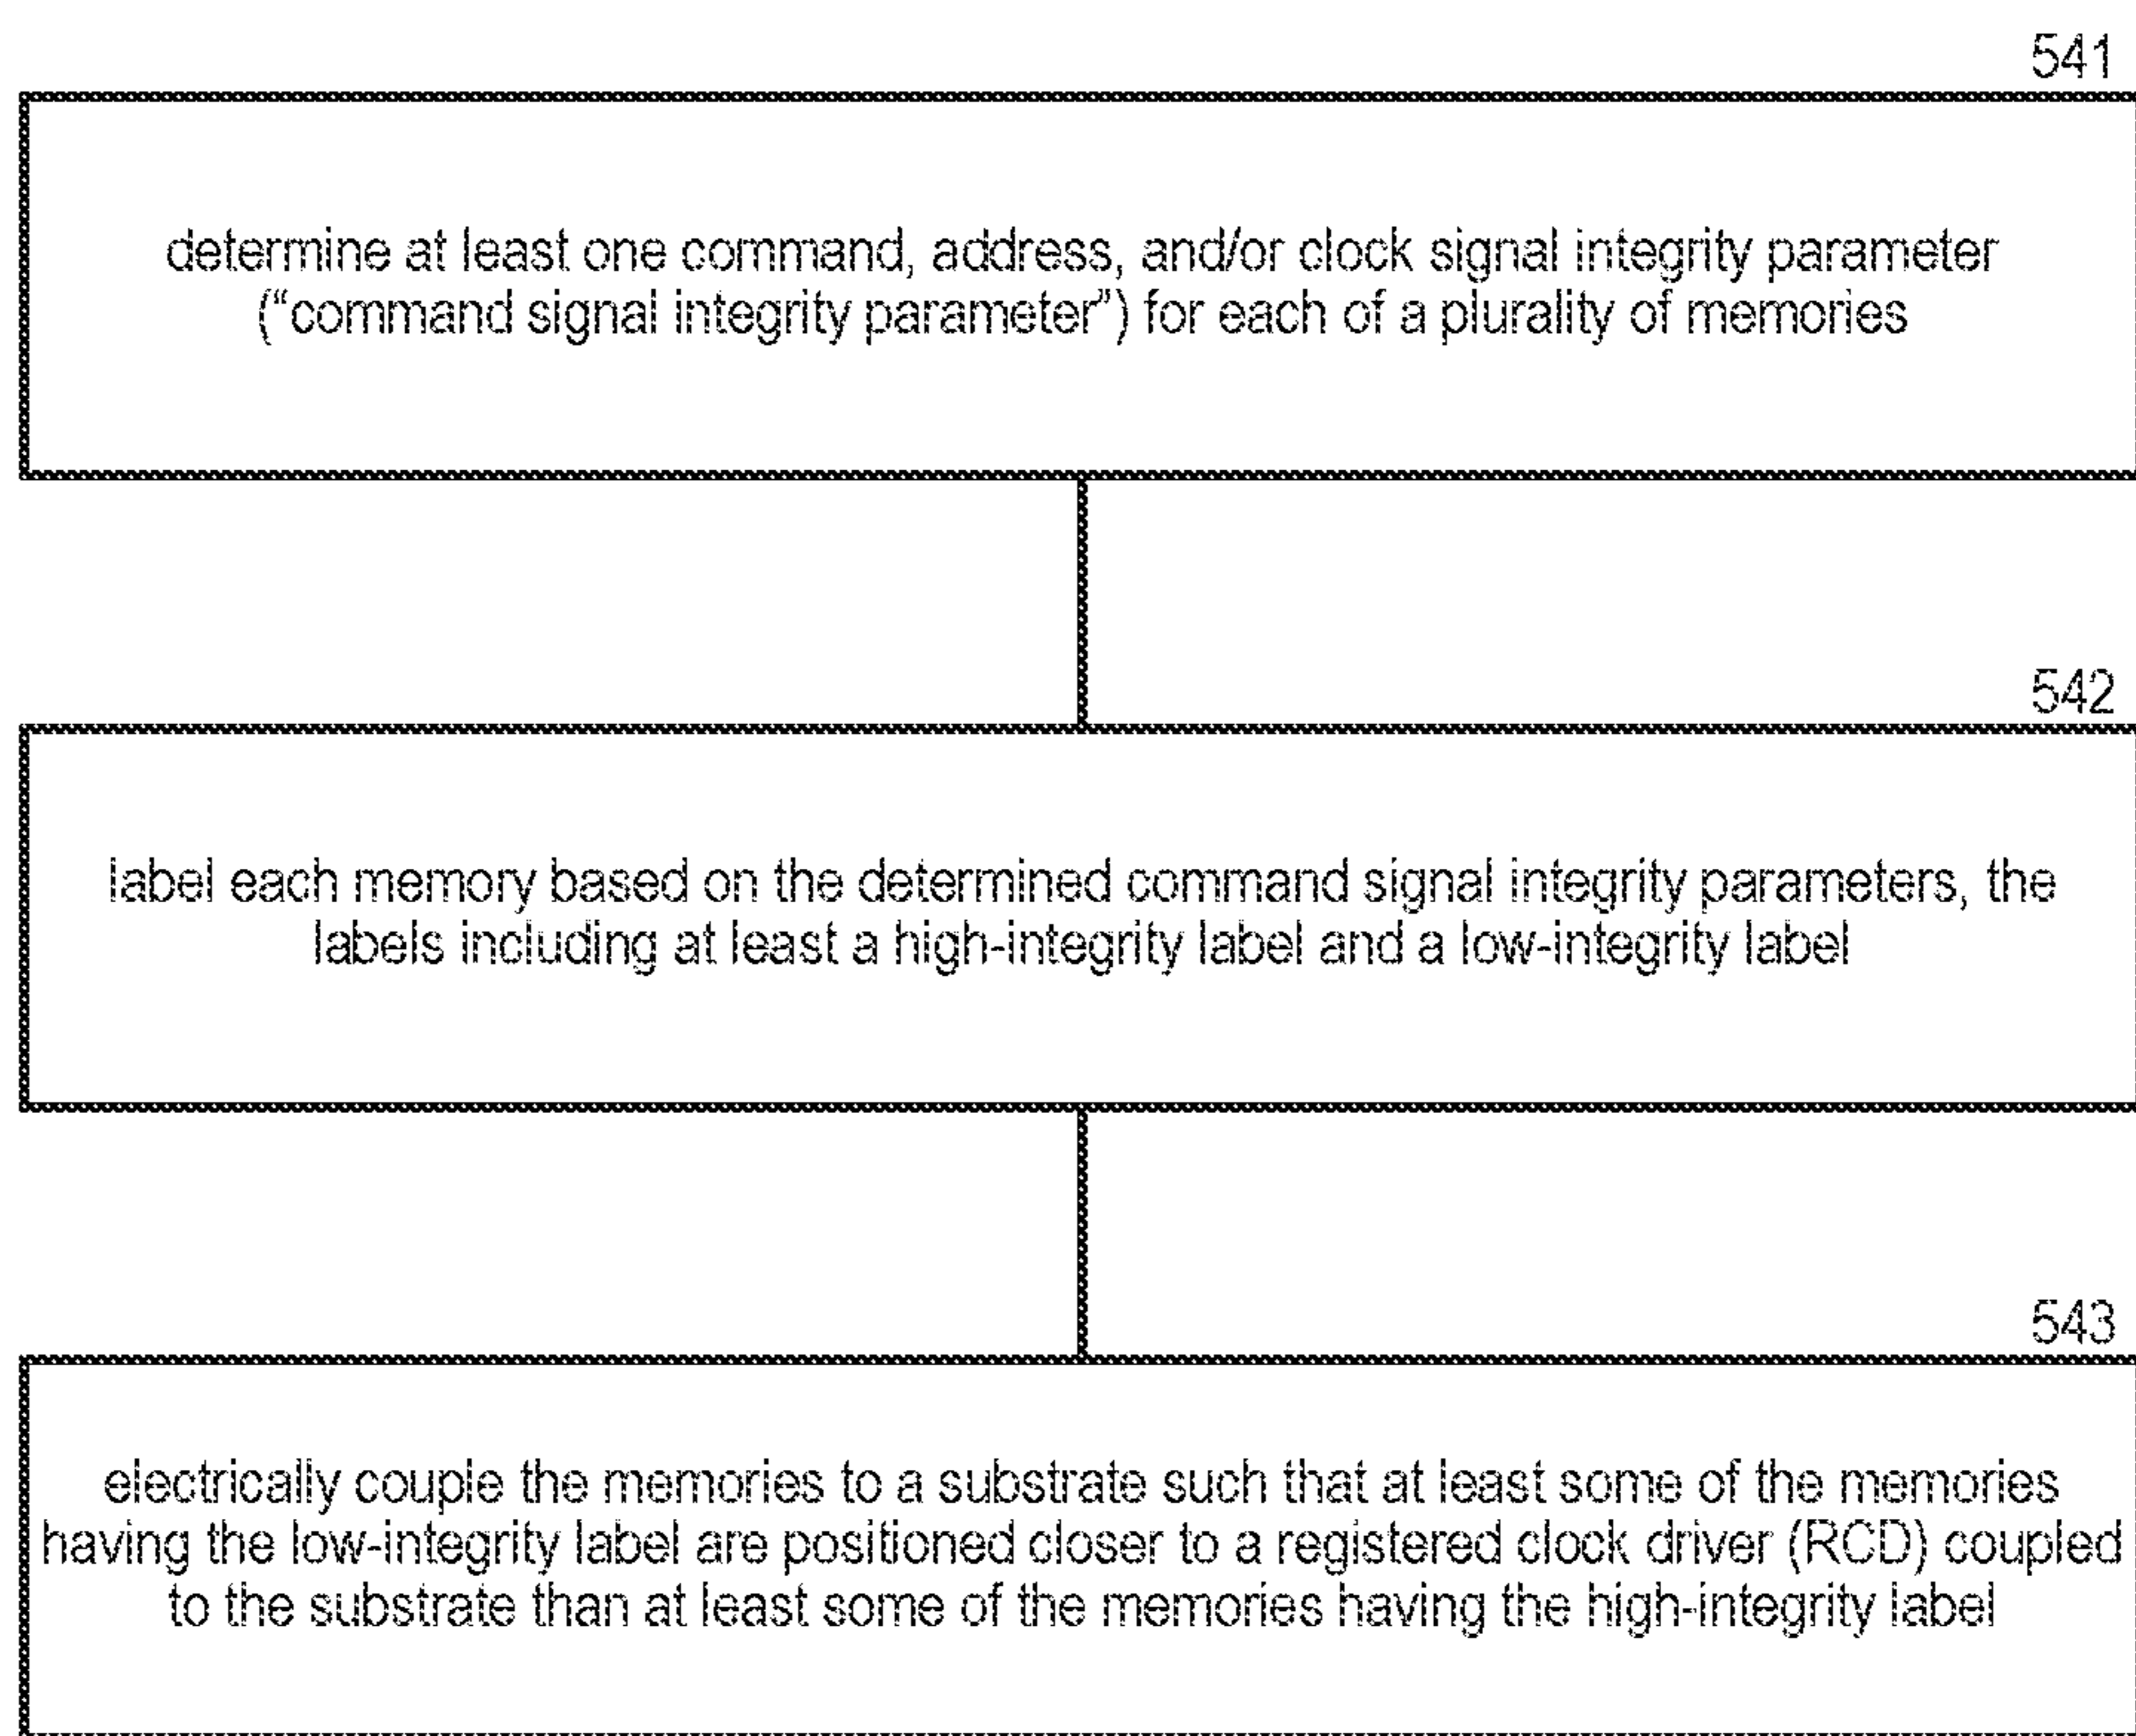 541
determine at least one command, address, and/or clock signal integrity parameter
(“command signal integrity parameter”) for each of a plurality of memories
542
label each memory based on the determined command signal integrity parameters, the
labels including at least a high-integrity label and a low-integrity label
543
electrically couple the memories to a substrate such that at least some of the memories
having the low-integrity label are positioned closer to a registered clock driver (RCD) coupled
to the substrate than at least some of the memories having the high-integrity label